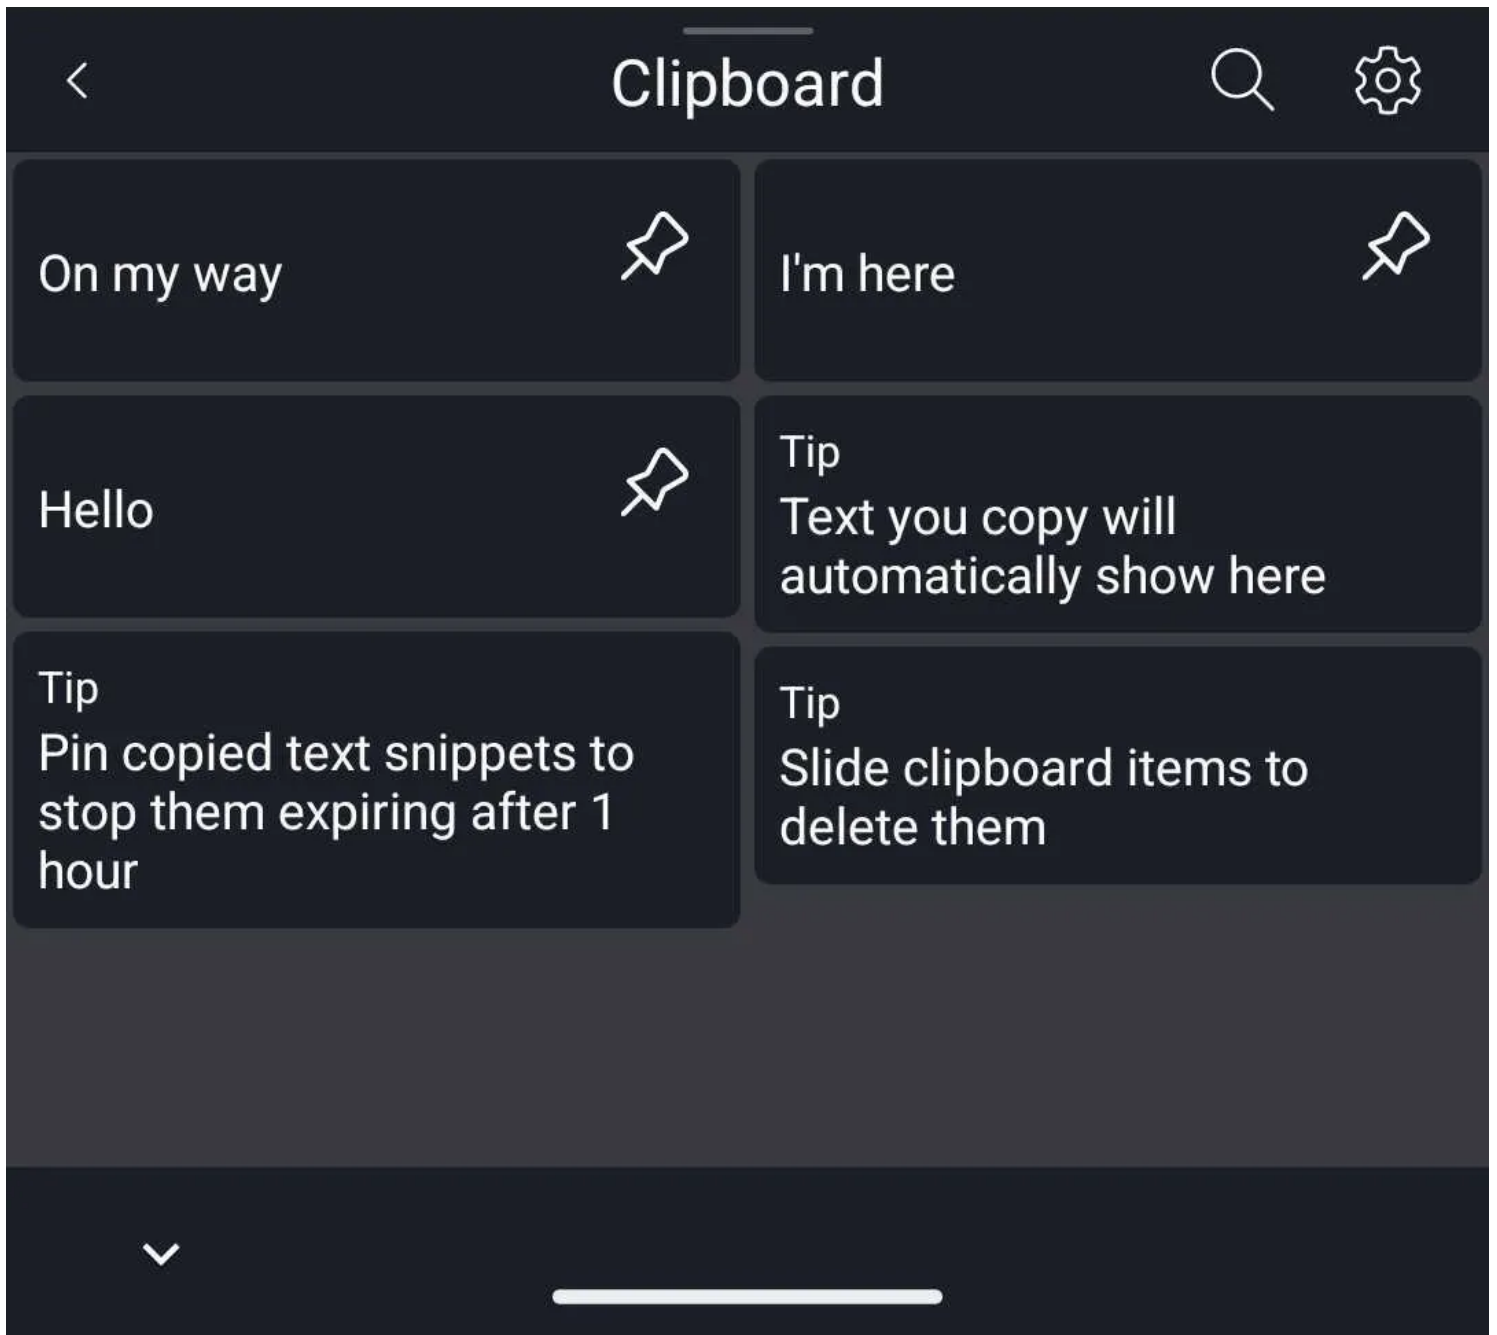 Clipboard
On my way
I'm here
Hello
Tip
Text you copy will
automatically show here
Tip
Pin copied text snippets to
stop them expiring after 1
hour
Tip
Slide clipboard items to
delete them